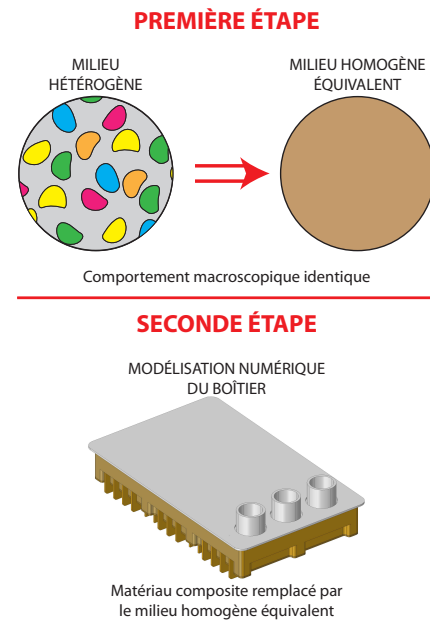 PREMIÈRE ÉTAPE
MILIEU
HÉTÉROGÈNE
MILIEU HOMOGÈNE
ÉQUIVALENT
Comportement macroscopique identique
SECONDE ÉTAPE
MODÉLISATION NUMÉRIQUE
DU BOÎTIER
Matériau composite remplacé par
le milieu homogène équivalent